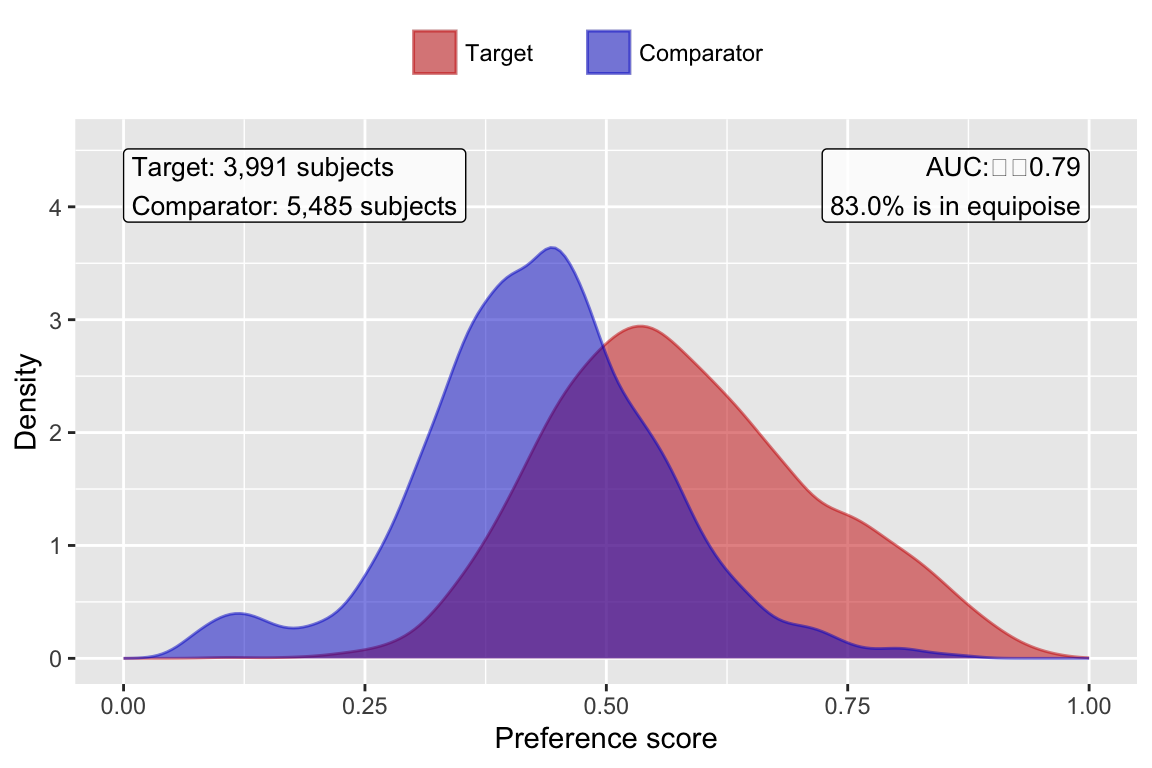 Target
Comparator
Target: 3,991 subjects
Comparator: 5,485 subjects
AUC:□□0.79
83.0% is in equipoise
Density
4
3
2
1
0
0.00
0.25
0.50
0.75
1.00
Preference score